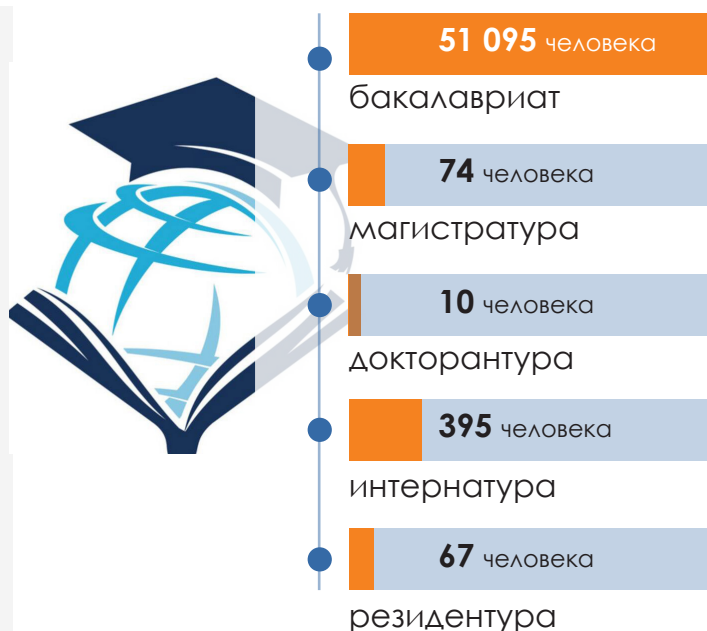 51 095 человека
бакалавриат
74 человека
магистратура
10 человека
докторантура
395 человека
интернатура
67 человека
резидентура